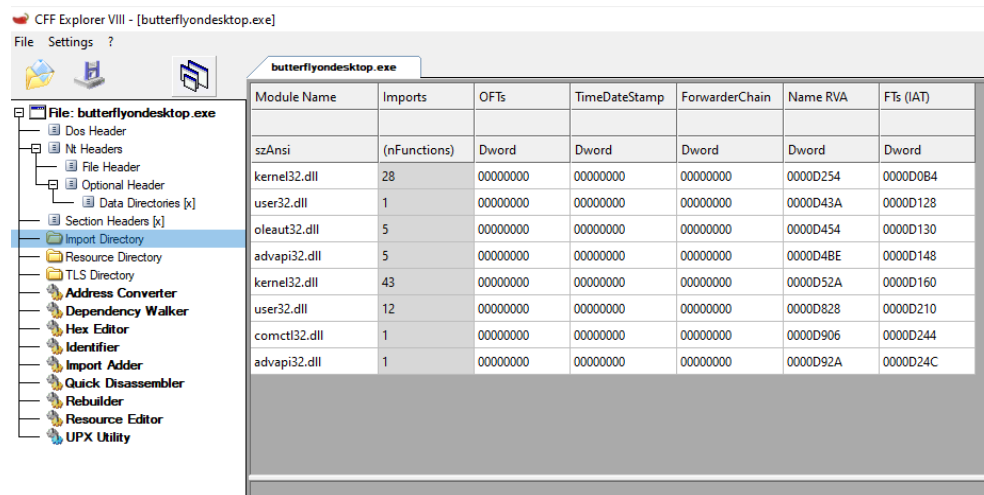 CFF Explorer VIII - [butterflyondesktop.exe]
File Settings ?
butterflyondesktop.exe
File: butterflyondesktop.exe
Dos Header
Nt Headers
File Header
Optional Header
Data Directories [x]
Section Headers [x]
Import Directory
Resource Directory
TLS Directory
Address Converter
Dependency Walker
Hex Editor
Identifier
Import Adder
Quick Disassembler
Rebuilder
Resource Editor
UPX Utility
Module Name Imports OFTs TimeDateStamp ForwarderChain Name RVA FTs (IAT)
szAnsi (nFunctions) Dword Dword Dword Dword Dword
kernel32.dll 28 00000000 00000000 00000000 0000D254 0000D0B4
user32.dll 1 00000000 00000000 00000000 0000D43A 0000D128
oleaut32.dll 5 00000000 00000000 00000000 0000D454 0000D130
advapi32.dll 5 00000000 00000000 00000000 0000D4BE 0000D148
kernel32.dll 43 00000000 00000000 00000000 0000D52A 0000D160
user32.dll 12 00000000 00000000 00000000 0000D828 0000D210
comctl32.dll 1 00000000 00000000 00000000 0000D906 0000D244
advapi32.dll 1 00000000 00000000 00000000 0000D92A 0000D24C